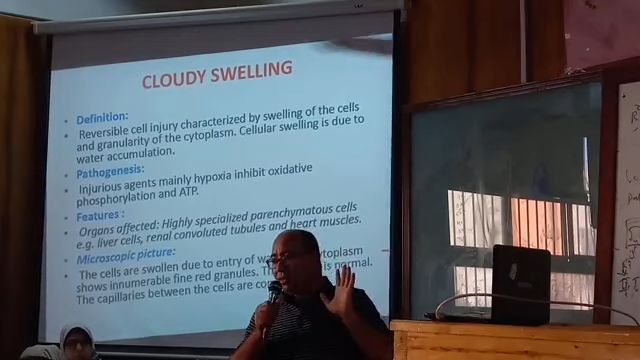 CLOUDY SWELLING
• Definition:
• Reversible cell injury characterized by swelling of the cells
and granularity of the cytoplasm. Cellular swelling is due to
water accumulation.
• Pathogenesis:
• Injurious agents mainly hypoxia inhibit oxidative
phosphorylation and ATP.
• Features :
• Organs affected: Highly specialized parenchymatous cells
e.g. liver cells, renal convoluted tubules and heart muscles.
• Microscopic picture:
• The cells are swollen due to entry of cytoplasm
shows innumerable fine red granules. is normal.
The capillaries between the cells are